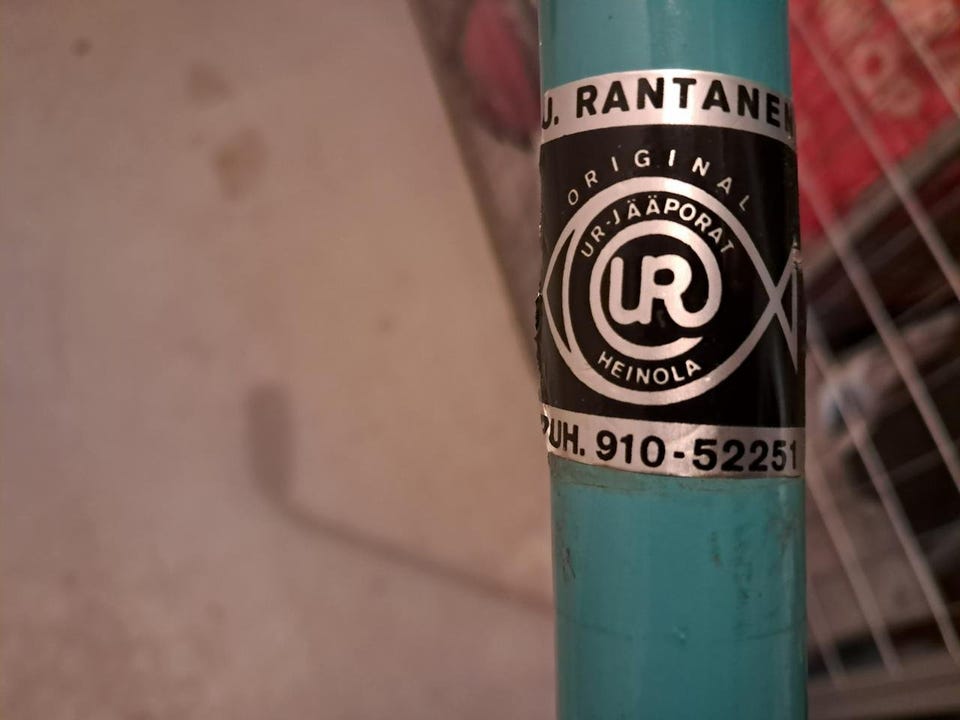 J. RANTANEN
ORIGINAL
UR-JÄÄPORAT
UR
HEINOLA
PUH. 910-52251